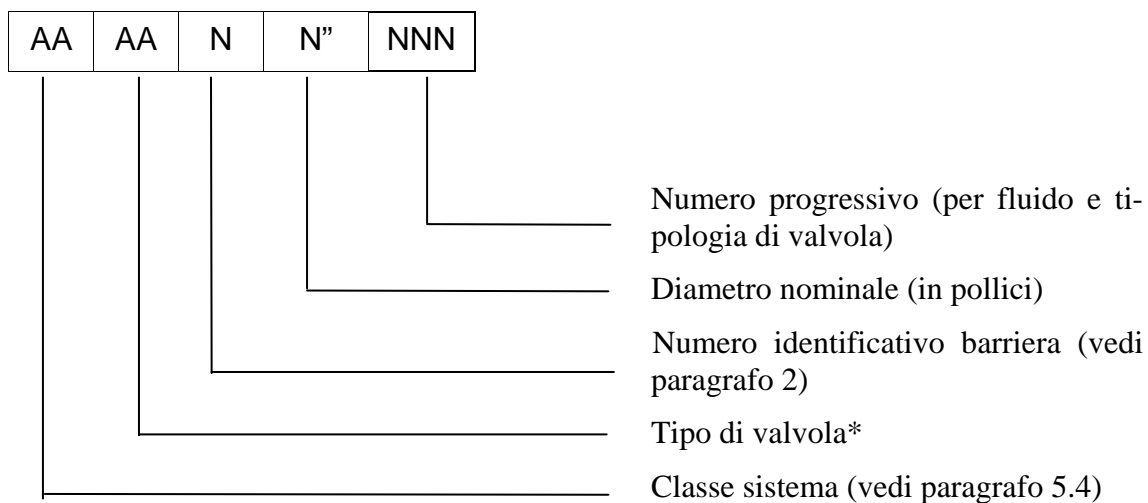 AA AA N N” NNN
Numero progressivo (per fluido e ti-
pologia di valvola)
Diametro nominale (in pollici)
Numero identificativo barriera (vedi
paragrafo 2)
Tipo di valvola*
Classe sistema (vedi paragrafo 5.4)